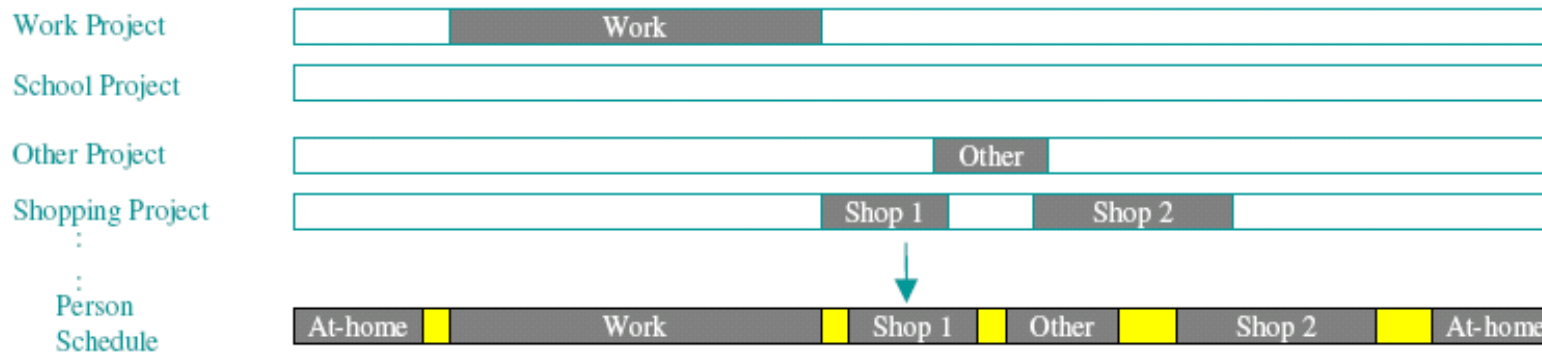 Work Project
Work
School Project
Other Project
Other
Shopping Project
Shop 1
Shop 2
:
:
Person
Schedule
At-home
Work
Shop 1
Other
Shop 2
At-home